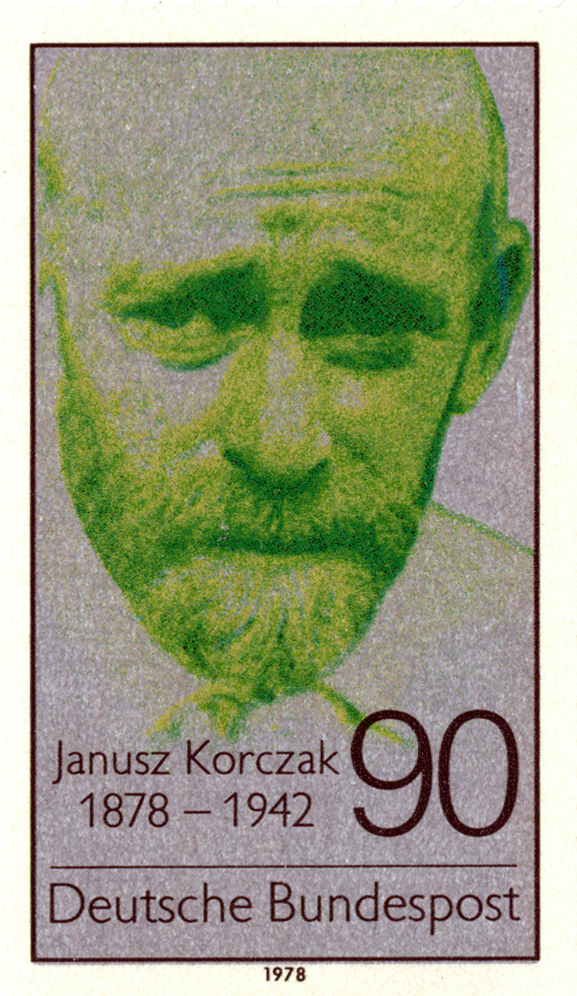 Janusz Korczak 90
1878 – 1942
Deutsche Bundespost
1978